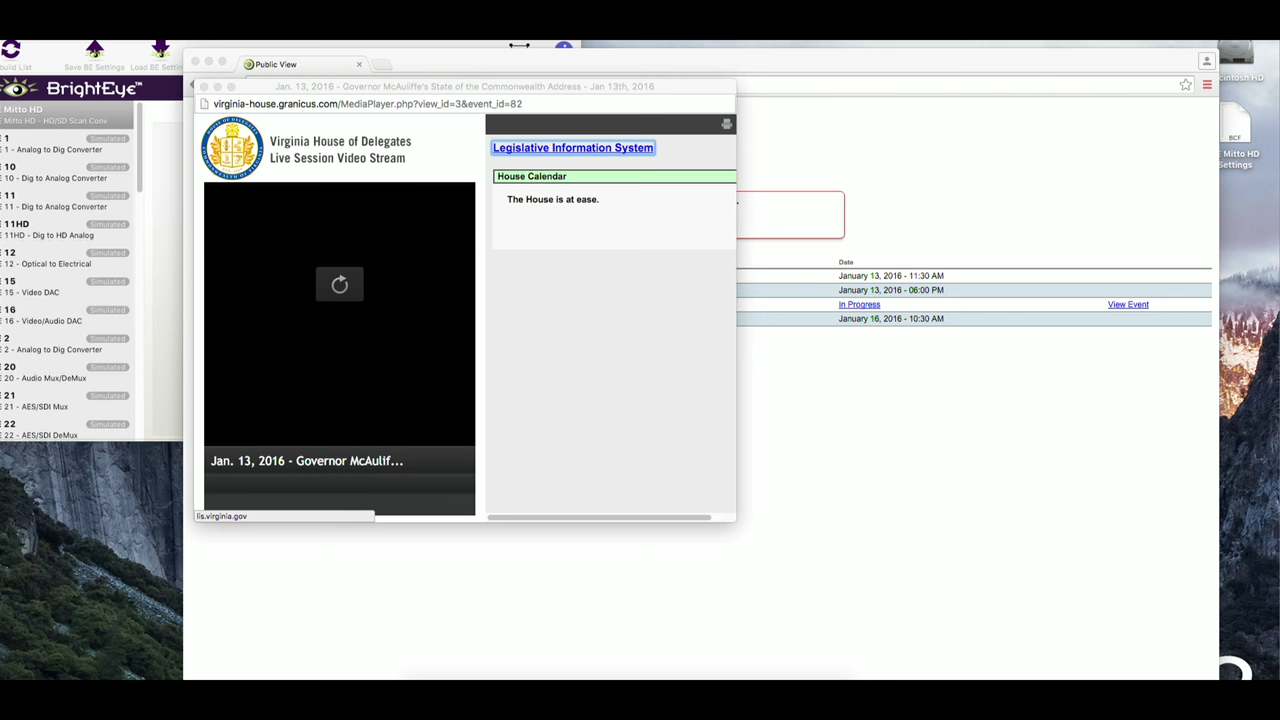 build List
Save BE Settings
Load BE Settin
BrightEye™
Mitto HD
Mitto HD - HD/SD Scan Conv
1
Simulated
E 1 - Analog to Dig Converter
10
Simulated
E 10 - Dig to Analog Converter
11
Simulated
E 11 - Dig to Analog Converter
11HD
Simulated
E 11HD - Dig to HD Analog
12
Simulated
E 12 - Optical to Electrical
15
Simulated
E 15 - Video DAC
16
Simulated
E 16 - Video/Audio DAC
2
Simulated
E 2 - Analog to Dig Converter
20
Simulated
E 20 - Audio Mux/DeMux
21
Simulated
E 21 - AES/SDI Mux
22
Simulated
E 22 - AES/SDI DeMux
Public View
Jan. 13, 2016 - Governor McAuliffe's State of the Commonwealth Address - Jan 13th, 2016
virginia-house.granicus.com/MediaPlayer.php?view_id=3&event_id=82
Virginia House of Delegates
Live Session Video Stream
Jan. 13, 2016 - Governor McAulif...
lis.virginia.gov
Legislative Information System
House Calendar
The House is at ease.
Date
January 13, 2016 - 11:30 AM
January 13, 2016 - 06:00 PM
In Progress
View Event
January 16, 2016 - 10:30 AM
cintosh HD
BCF
E Mitto HD
Settings